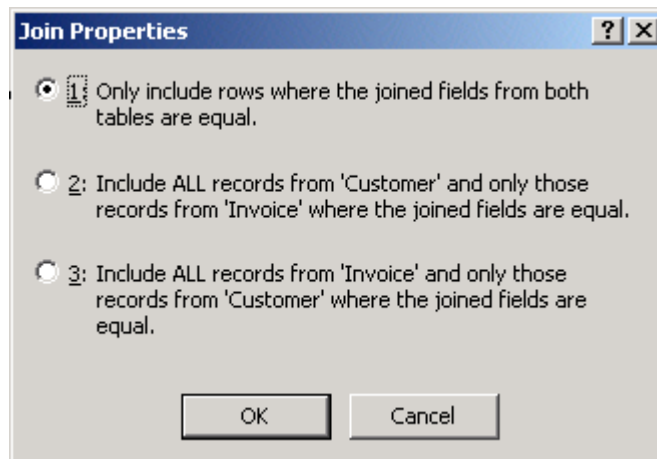 Join Properties
1: Only include rows where the joined fields from both
tables are equal.
2: Include ALL records from 'Customer' and only those
records from 'Invoice' where the joined fields are equal.
3: Include ALL records from 'Invoice' and only those
records from 'Customer' where the joined fields are
equal.
OK Cancel